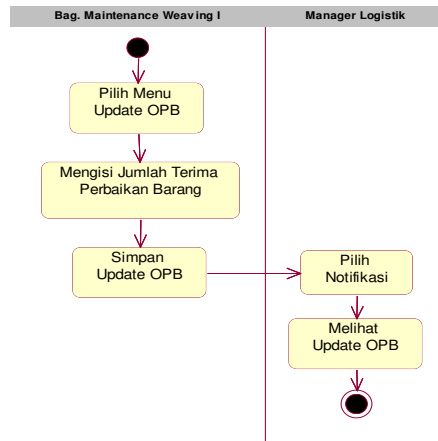 Bag. Maintenance Weaving I
Manager Logistik
Pilih Menu
Update OPB
Mengisi Jumlah Terima
Perbaikan Barang
Simpan
Update OPB
Pilih
Notifikasi
Melihat
Update OPB